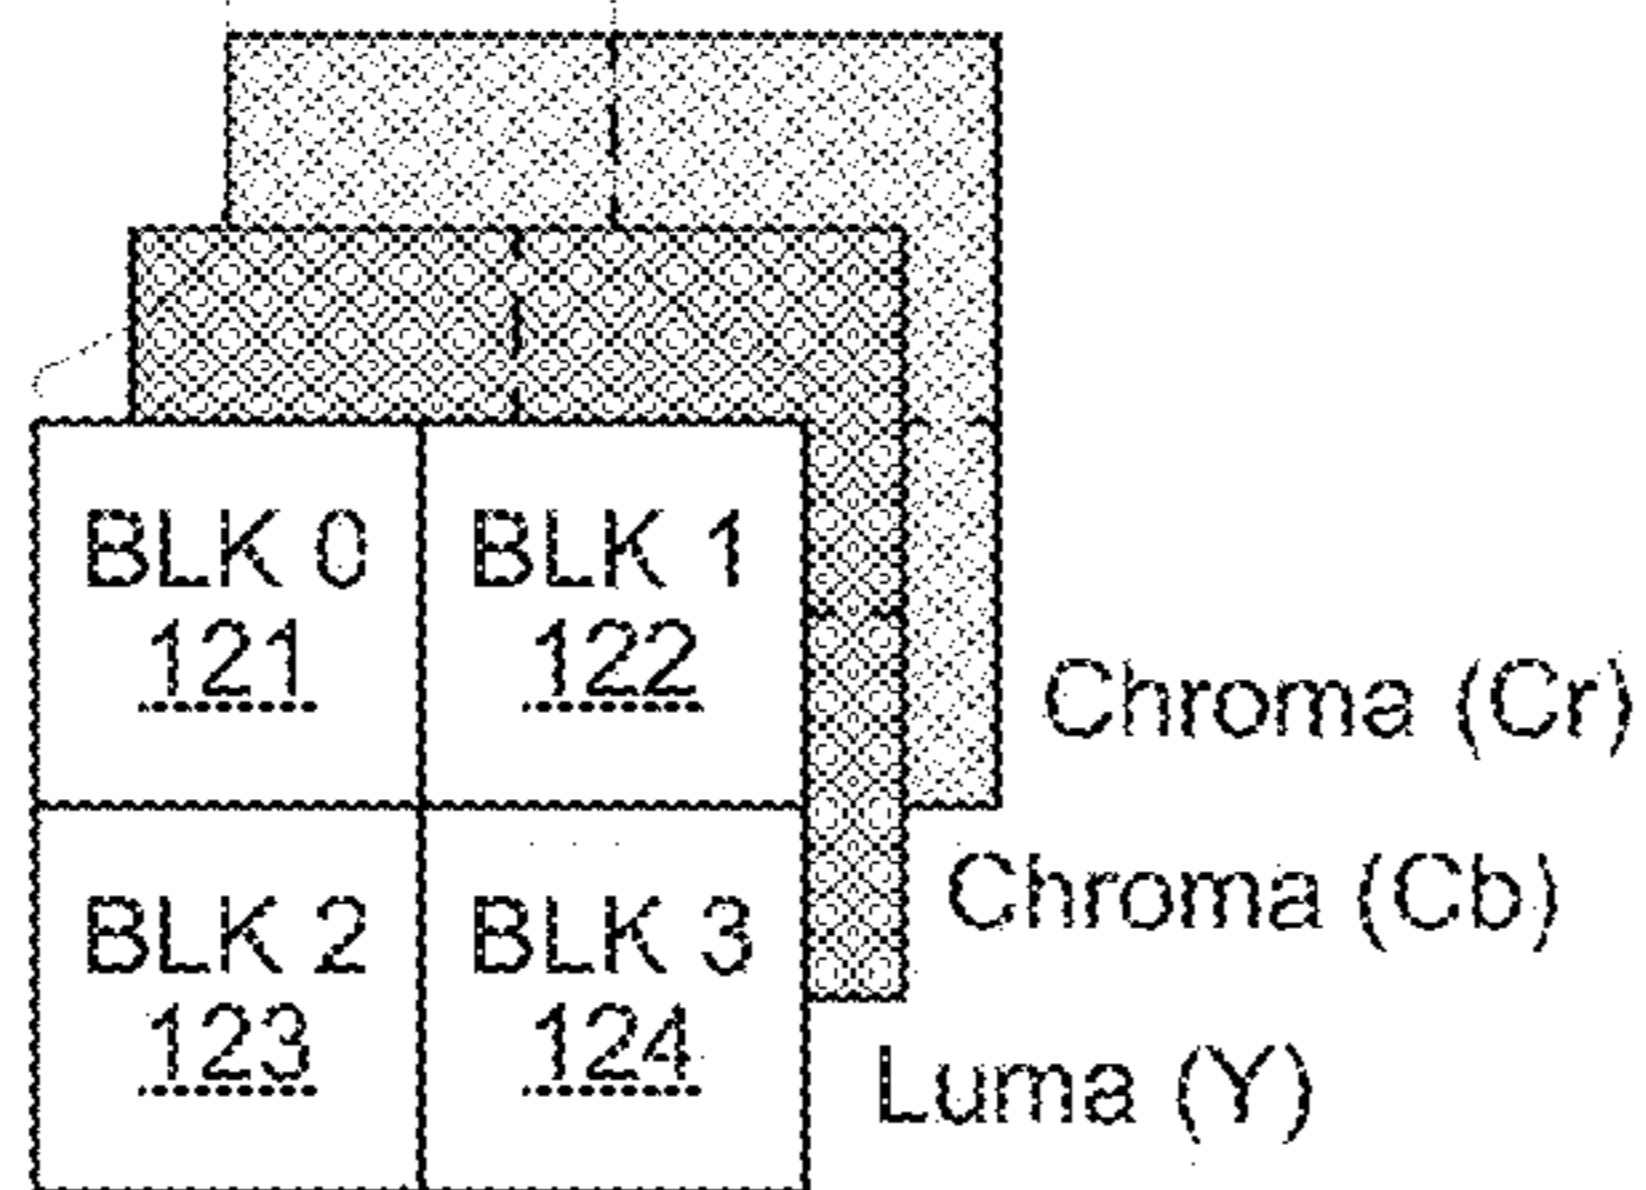 BLK 0
121
BLK 1
122
BLK 2
123
BLK 3
124
Chroma (Cr)
Chroma (Cb)
Luma (Y)